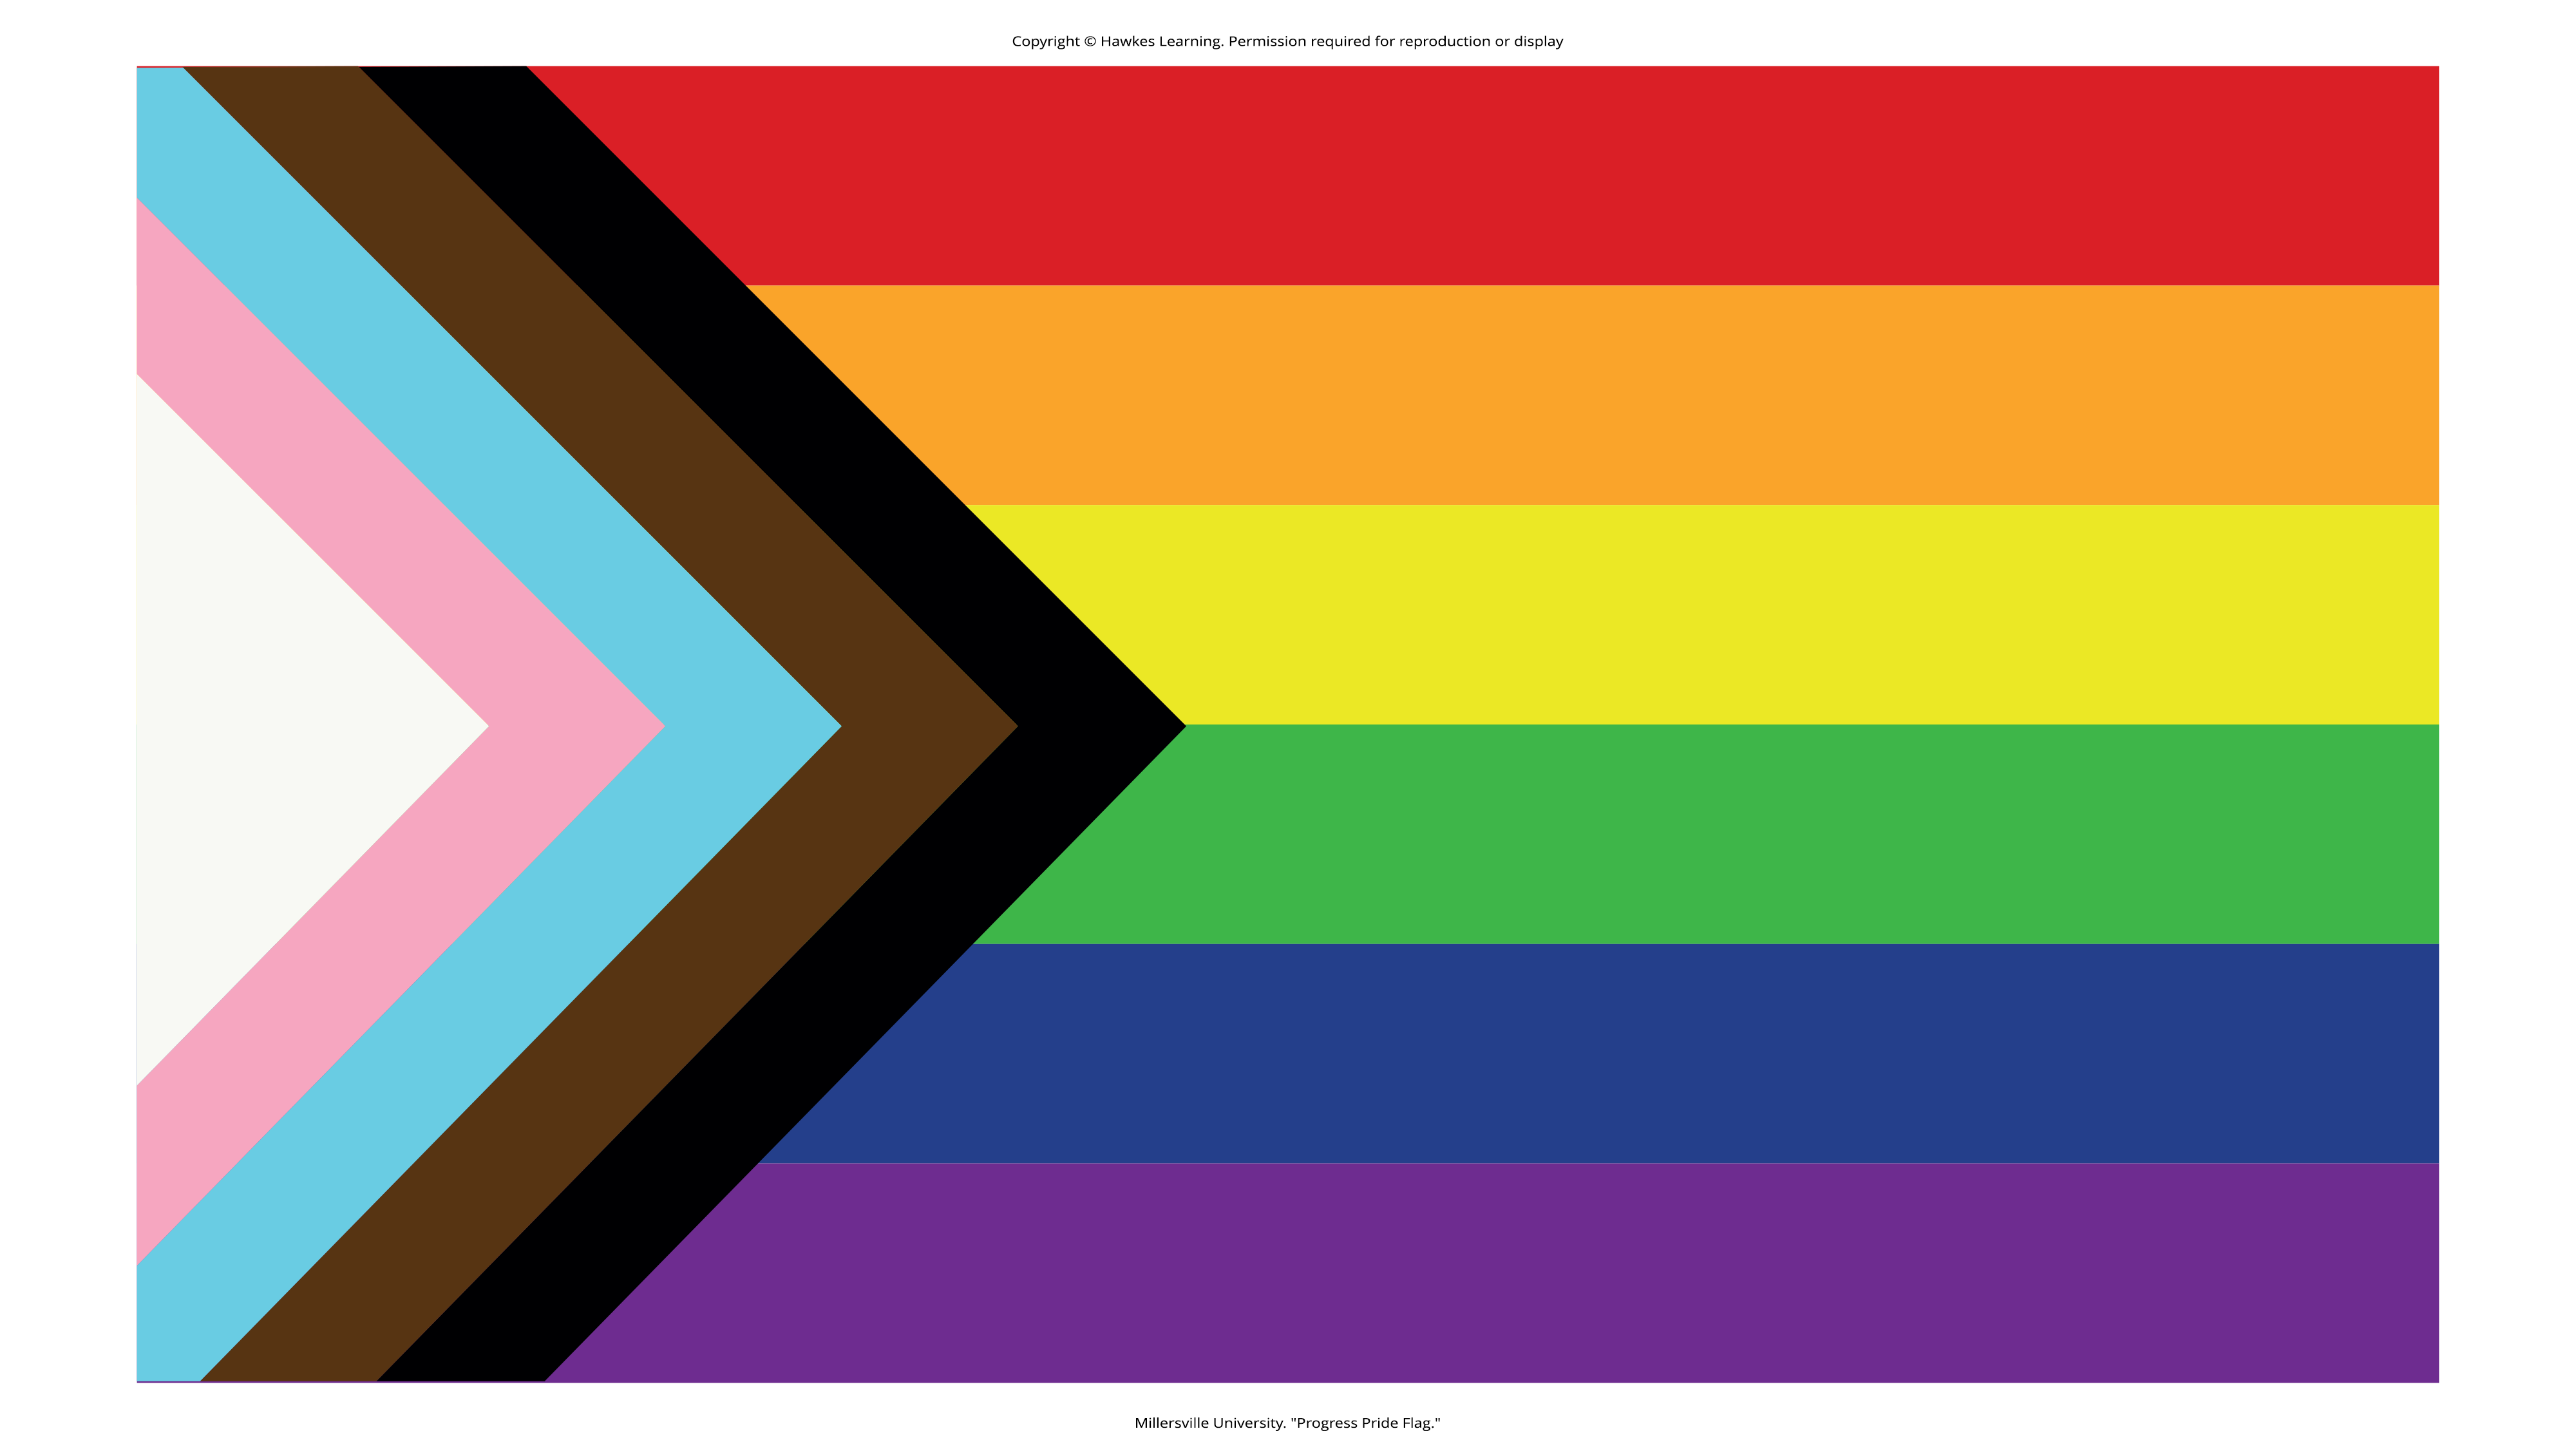 Copyright © Hawkes Learning. Permission required for reproduction or display
Millersville University. "Progress Pride Flag."